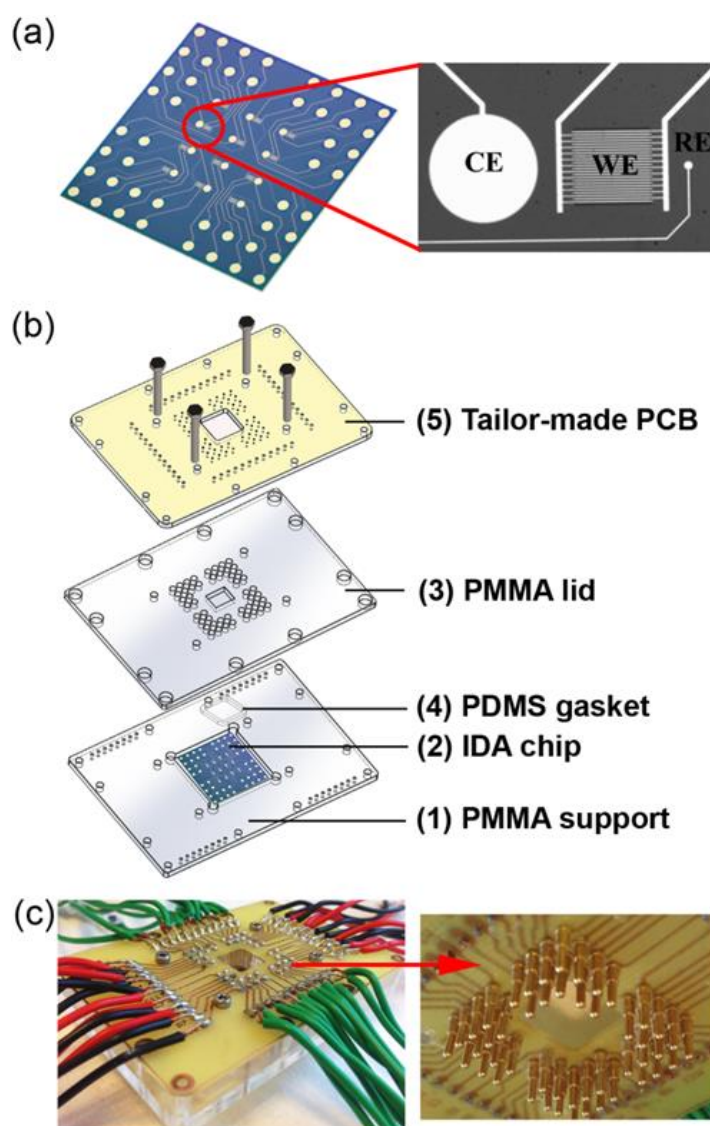 (a)
CE
WE
RE
(b)
(5) Tailor-made PCB
(3) PMMA lid
(4) PDMS gasket
(2) IDA chip
(1) PMMA support
(c)